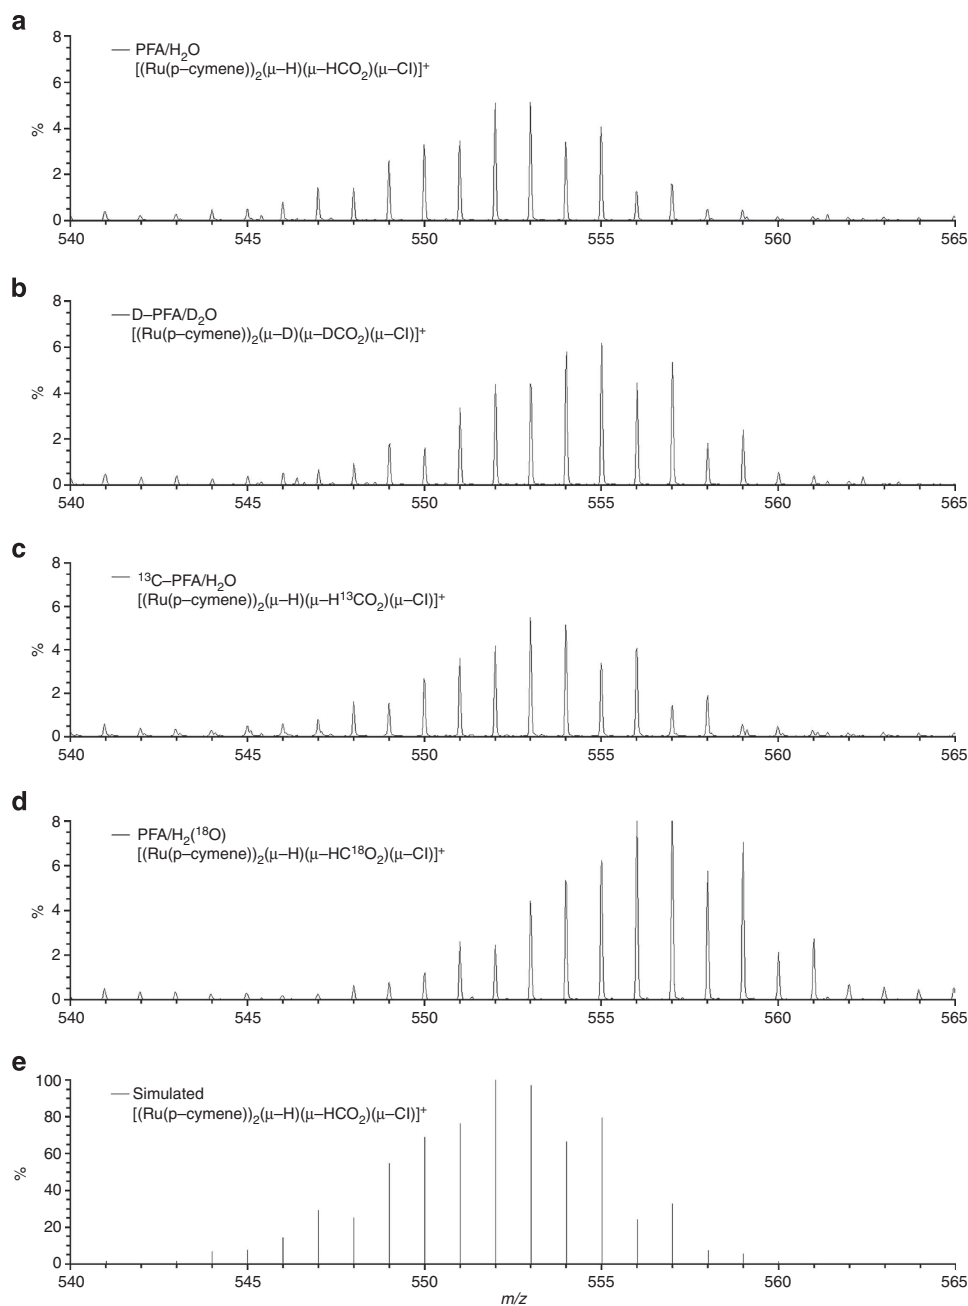 a
8
6
4
2
0
%
— PFA/H₂O
[(Ru(p–cymene))₂(μ–H)(μ–HCO₂)(μ–Cl)]⁺
540 545 550 555 560 565
b
8
6
4
2
0
%
— D–PFA/D₂O
[(Ru(p–cymene))₂(μ–D)(μ–DCO₂)(μ–Cl)]⁺
540 545 550 555 560 565
c
8
6
4
2
0
%
— ¹³C–PFA/H₂O
[(Ru(p–cymene))₂(μ–H)(μ–H¹³CO₂)(μ–Cl)]⁺
540 545 550 555 560 565
d
8
6
4
2
0
%
— PFA/H₂(¹⁸O)
[(Ru(p–cymene))₂(μ–H)(μ–HC¹⁸O₂)(μ–Cl)]⁺
540 545 550 555 560 565
e
100
80
60
40
20
0
%
— Simulated
[(Ru(p–cymene))₂(μ–H)(μ–HCO₂)(μ–Cl)]⁺
540 545 550 555 560 565
m/z